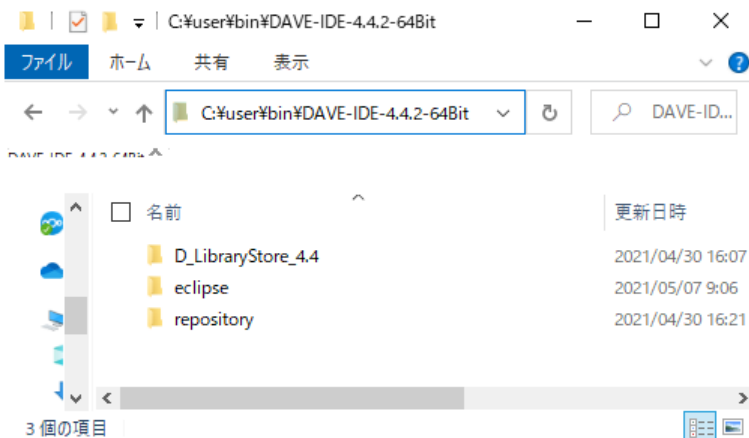 C:¥user¥bin¥DAVE-IDE-4.4.2-64Bit
ファイル ホーム 共有 表示
C:¥user¥bin¥DAVE-IDE-4.4.2-64Bit DAVE-ID...
名前 更新日時
D_LibraryStore_4.4 2021/04/30 16:07
eclipse 2021/05/07 9:06
repository 2021/04/30 16:21
3 個の項目